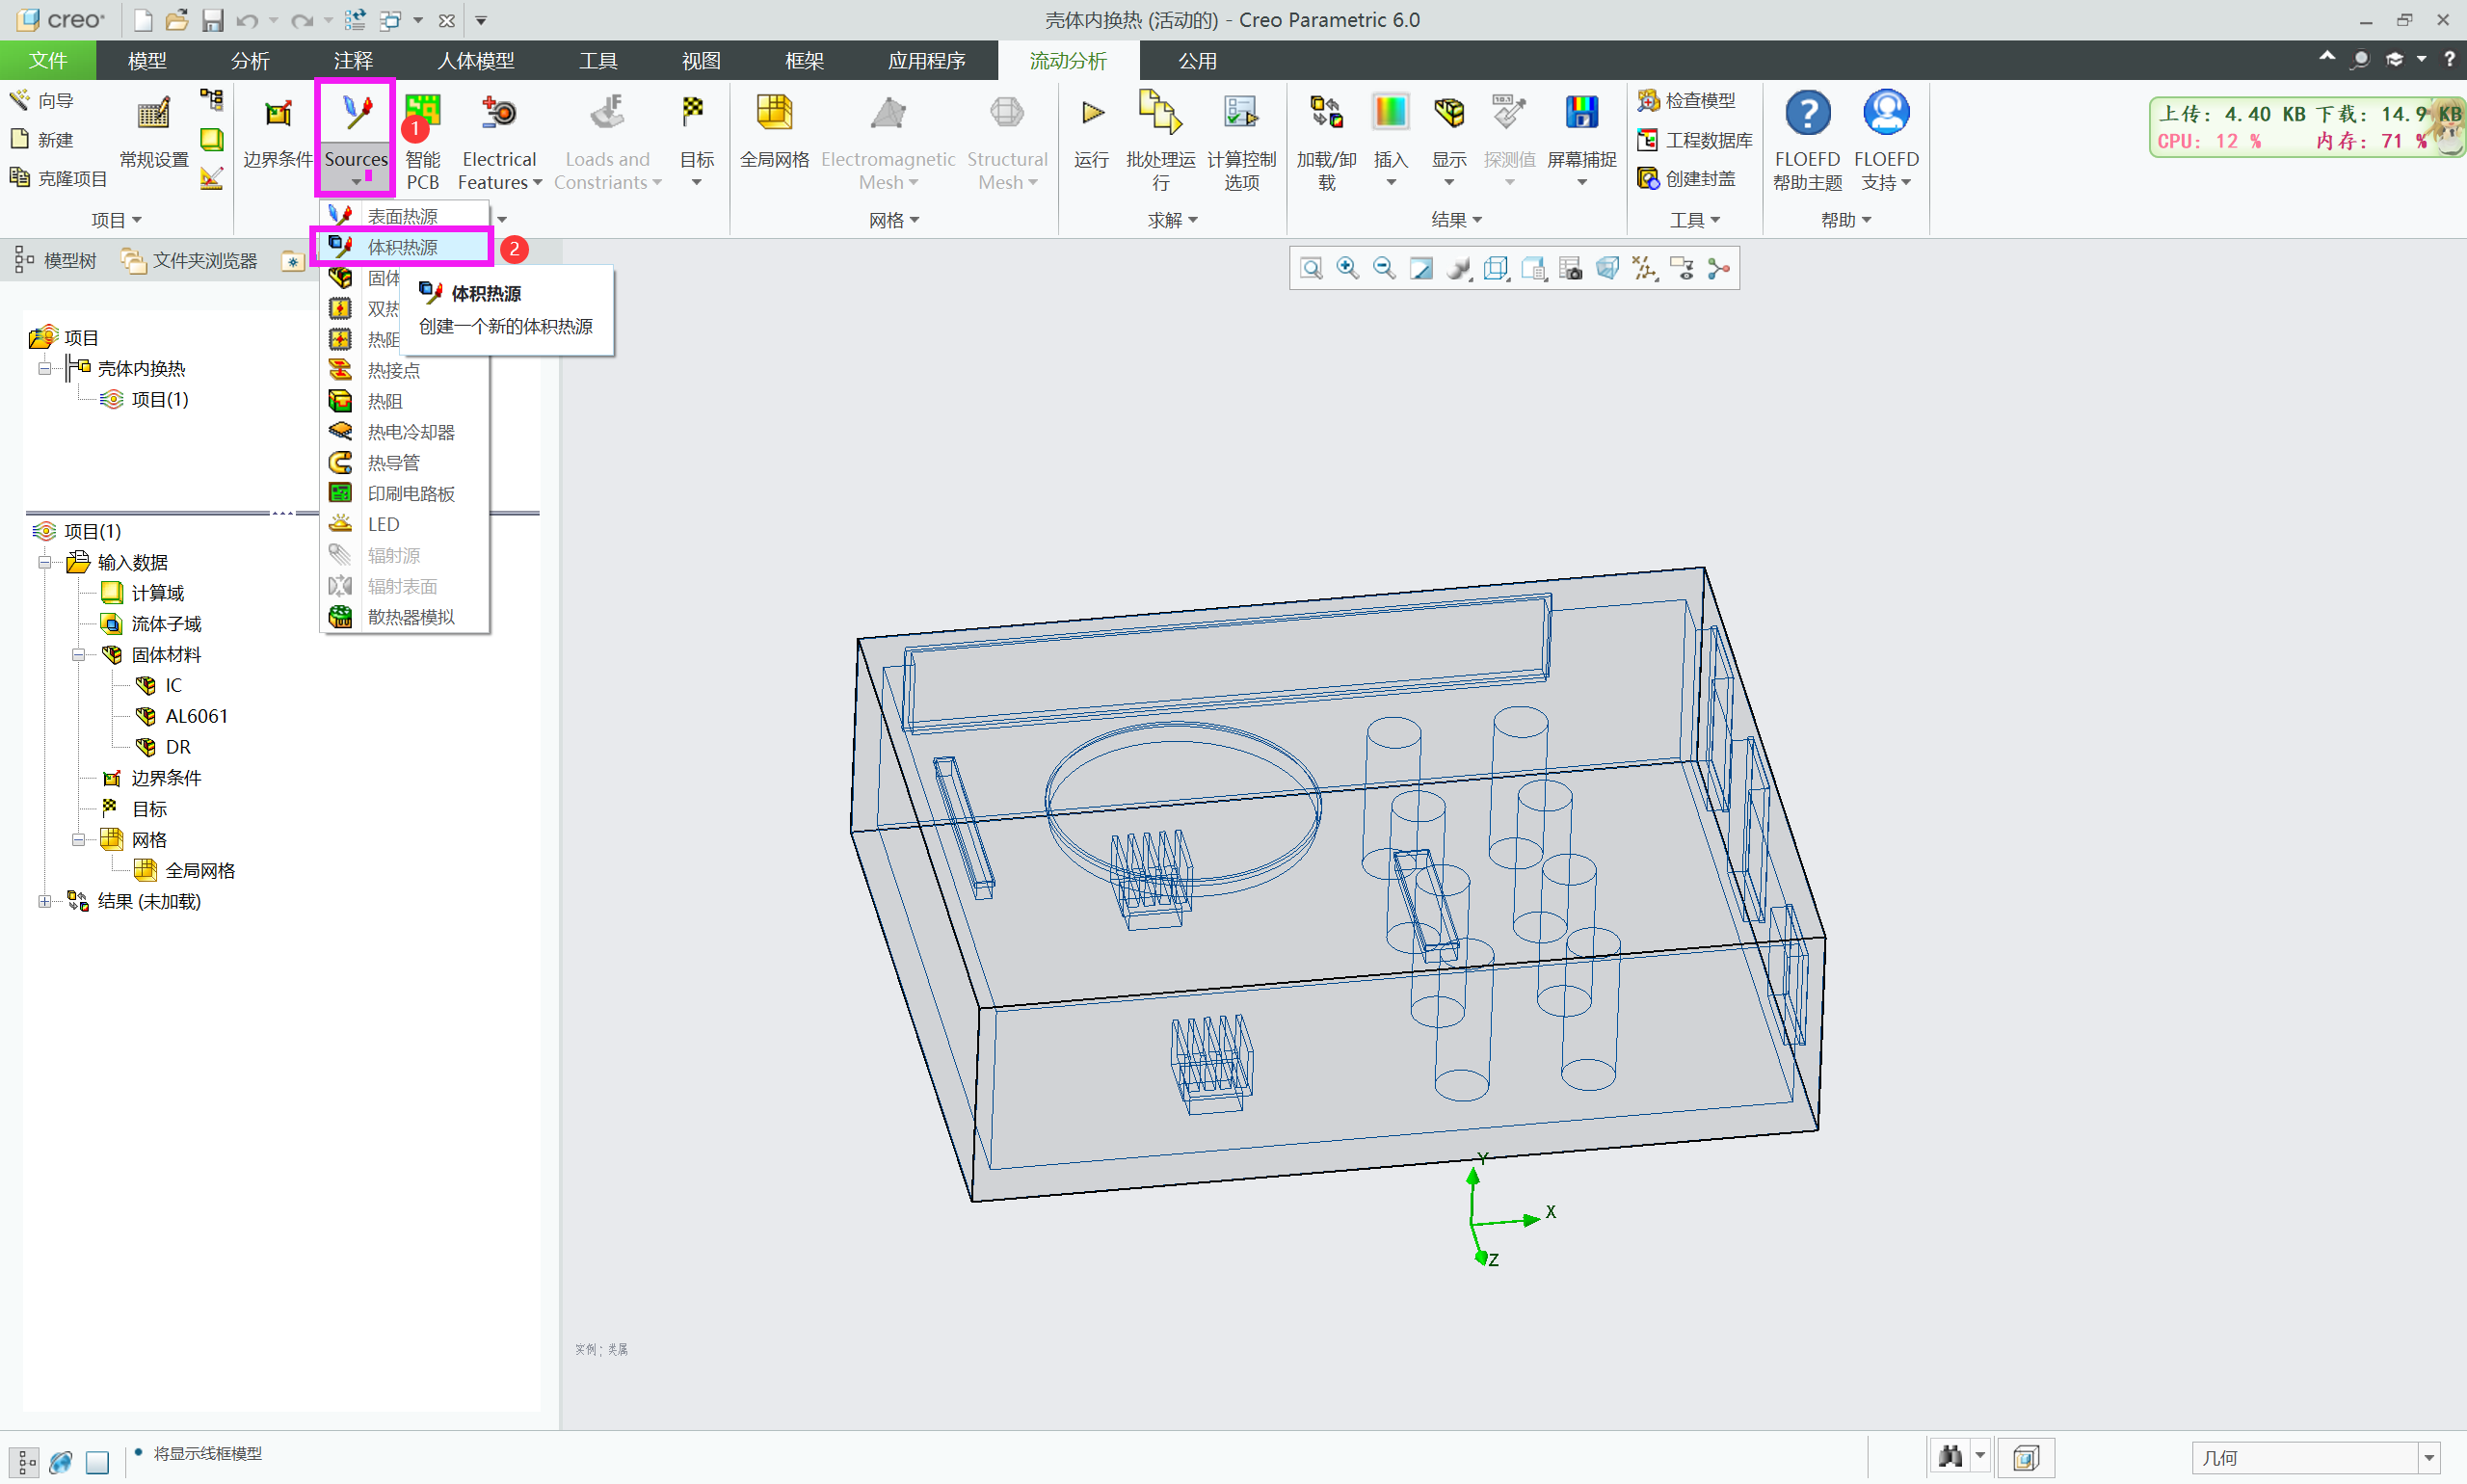 creo
壳体内换热 (活动的) - Creo Parametric 6.0
文件 模型 分析 注释 人体模型 工具 视图 框架 应用程序 流动分析 公用
向导
新建
克隆项目
常规设置
项目
边界条件
Sources
1
智能
PCB
Electrical
Features
Loads and
Constraints
目标
全局网格
Electromagnetic
Mesh
Structural
Mesh
网格
运行
批处理运
行
计算控制
选项
求解
加载/卸
载
插入
显示
探测值
屏幕捕捉
结果
检查模型
工程数据库
创建封盖
工具
FLOEFD
帮助主题
FLOEFD
支持
帮助
上传: 4.40 KB 下载: 14.9 KB
CPU: 12 % 内存: 71 %
模型树 文件夹浏览器
表面热源
体积热源
2
固体
双热
热阻
热接点
热阻
热电冷却器
热导管
印刷电路板
LED
辐射源
辐射表面
散热器模拟
体积热源
创建一个新的体积热源
项目
壳体内换热
项目(1)
项目(1)
输入数据
计算域
流体子域
固体材料
IC
AL6061
DR
边界条件
目标
网格
全局网格
结果 (未加载)
Y
X
Z
实例: 类属
将显示线框模型
几何